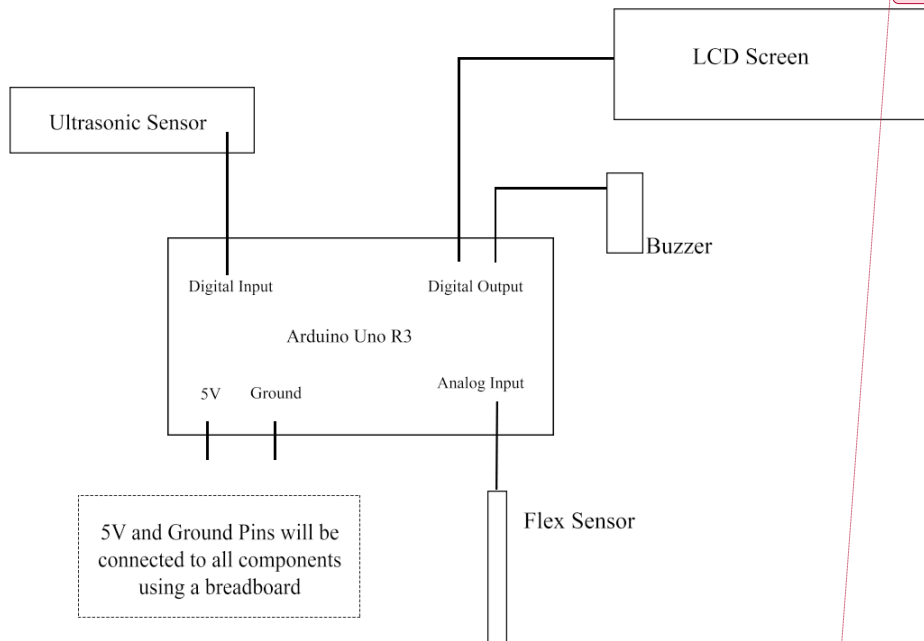 LCD Screen
Ultrasonic Sensor
Buzzer
Digital Input
Digital Output
Arduino Uno R3
Analog Input
5V
Ground
5V and Ground Pins will be
connected to all components
using a breadboard
Flex Sensor